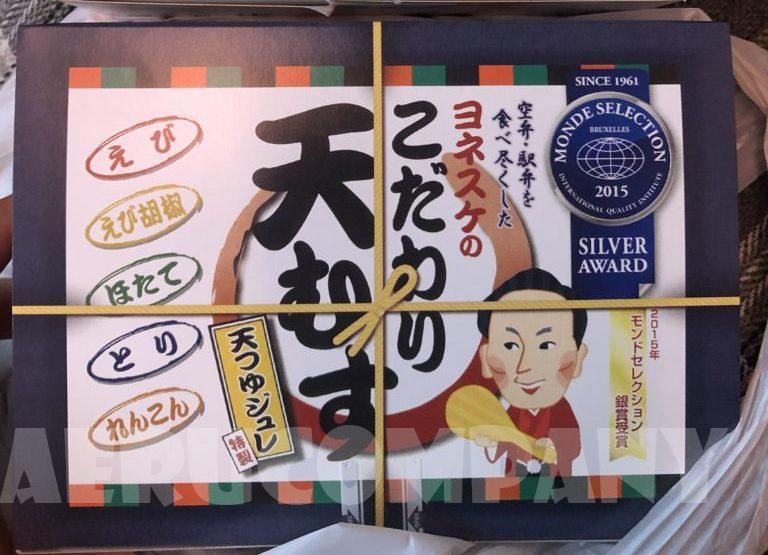 空弁・駅弁を
食べ尽くした
ヨネスケの
こだわり
天むす
えび
えび胡椒
ほたて
とり
れんこん
天つゆジュレ
特製
SINCE 1961
MONDE SELECTION
BRUXELLES
2015
INTERNATIONAL QUALITY INSTITUTE
SILVER
AWARD
2015年
モンドセレクション
銀賞受賞
AERUCOMPANY